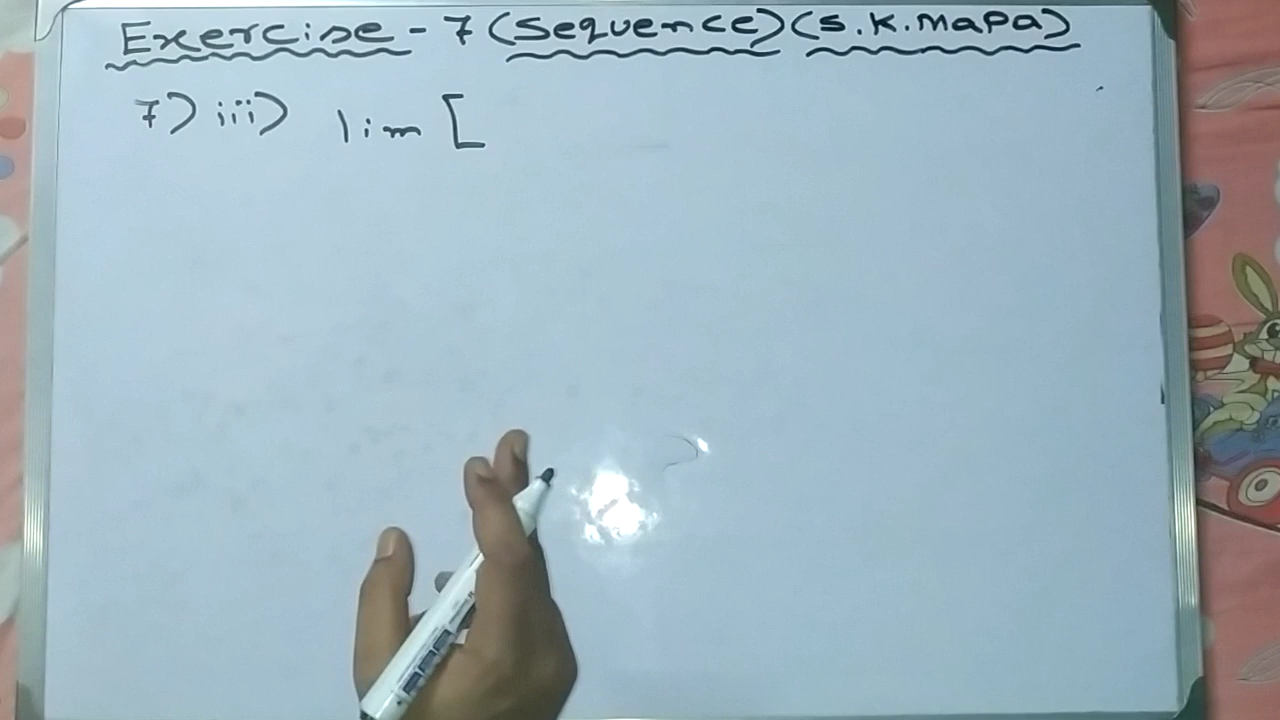 Exercise - 7 (Sequence) (S.K.Mapa)
7) iii) lim [